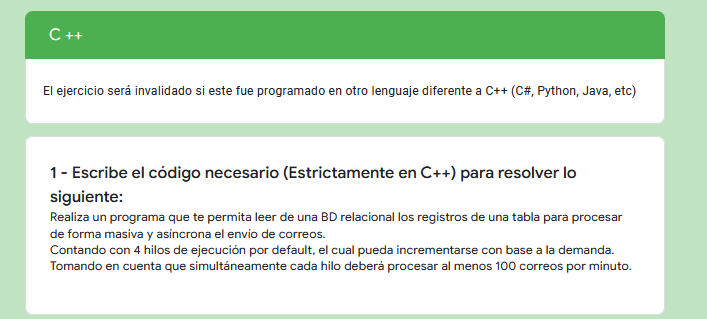 C ++
El ejercicio será invalidado si este fue programado en otro lenguaje diferente a C++ (C#, Python, Java, etc)
1 - Escribe el código necesario (Estrictamente en C++) para resolver lo
siguiente:
Realiza un programa que te permita leer de una BD relacional los registros de una tabla para procesar
de forma masiva y asíncrona el envío de correos.
Contando con 4 hilos de ejecución por default, el cual pueda incrementarse con base a la demanda.
Tomando en cuenta que simultáneamente cada hilo deberá procesar al menos 100 correos por minuto.